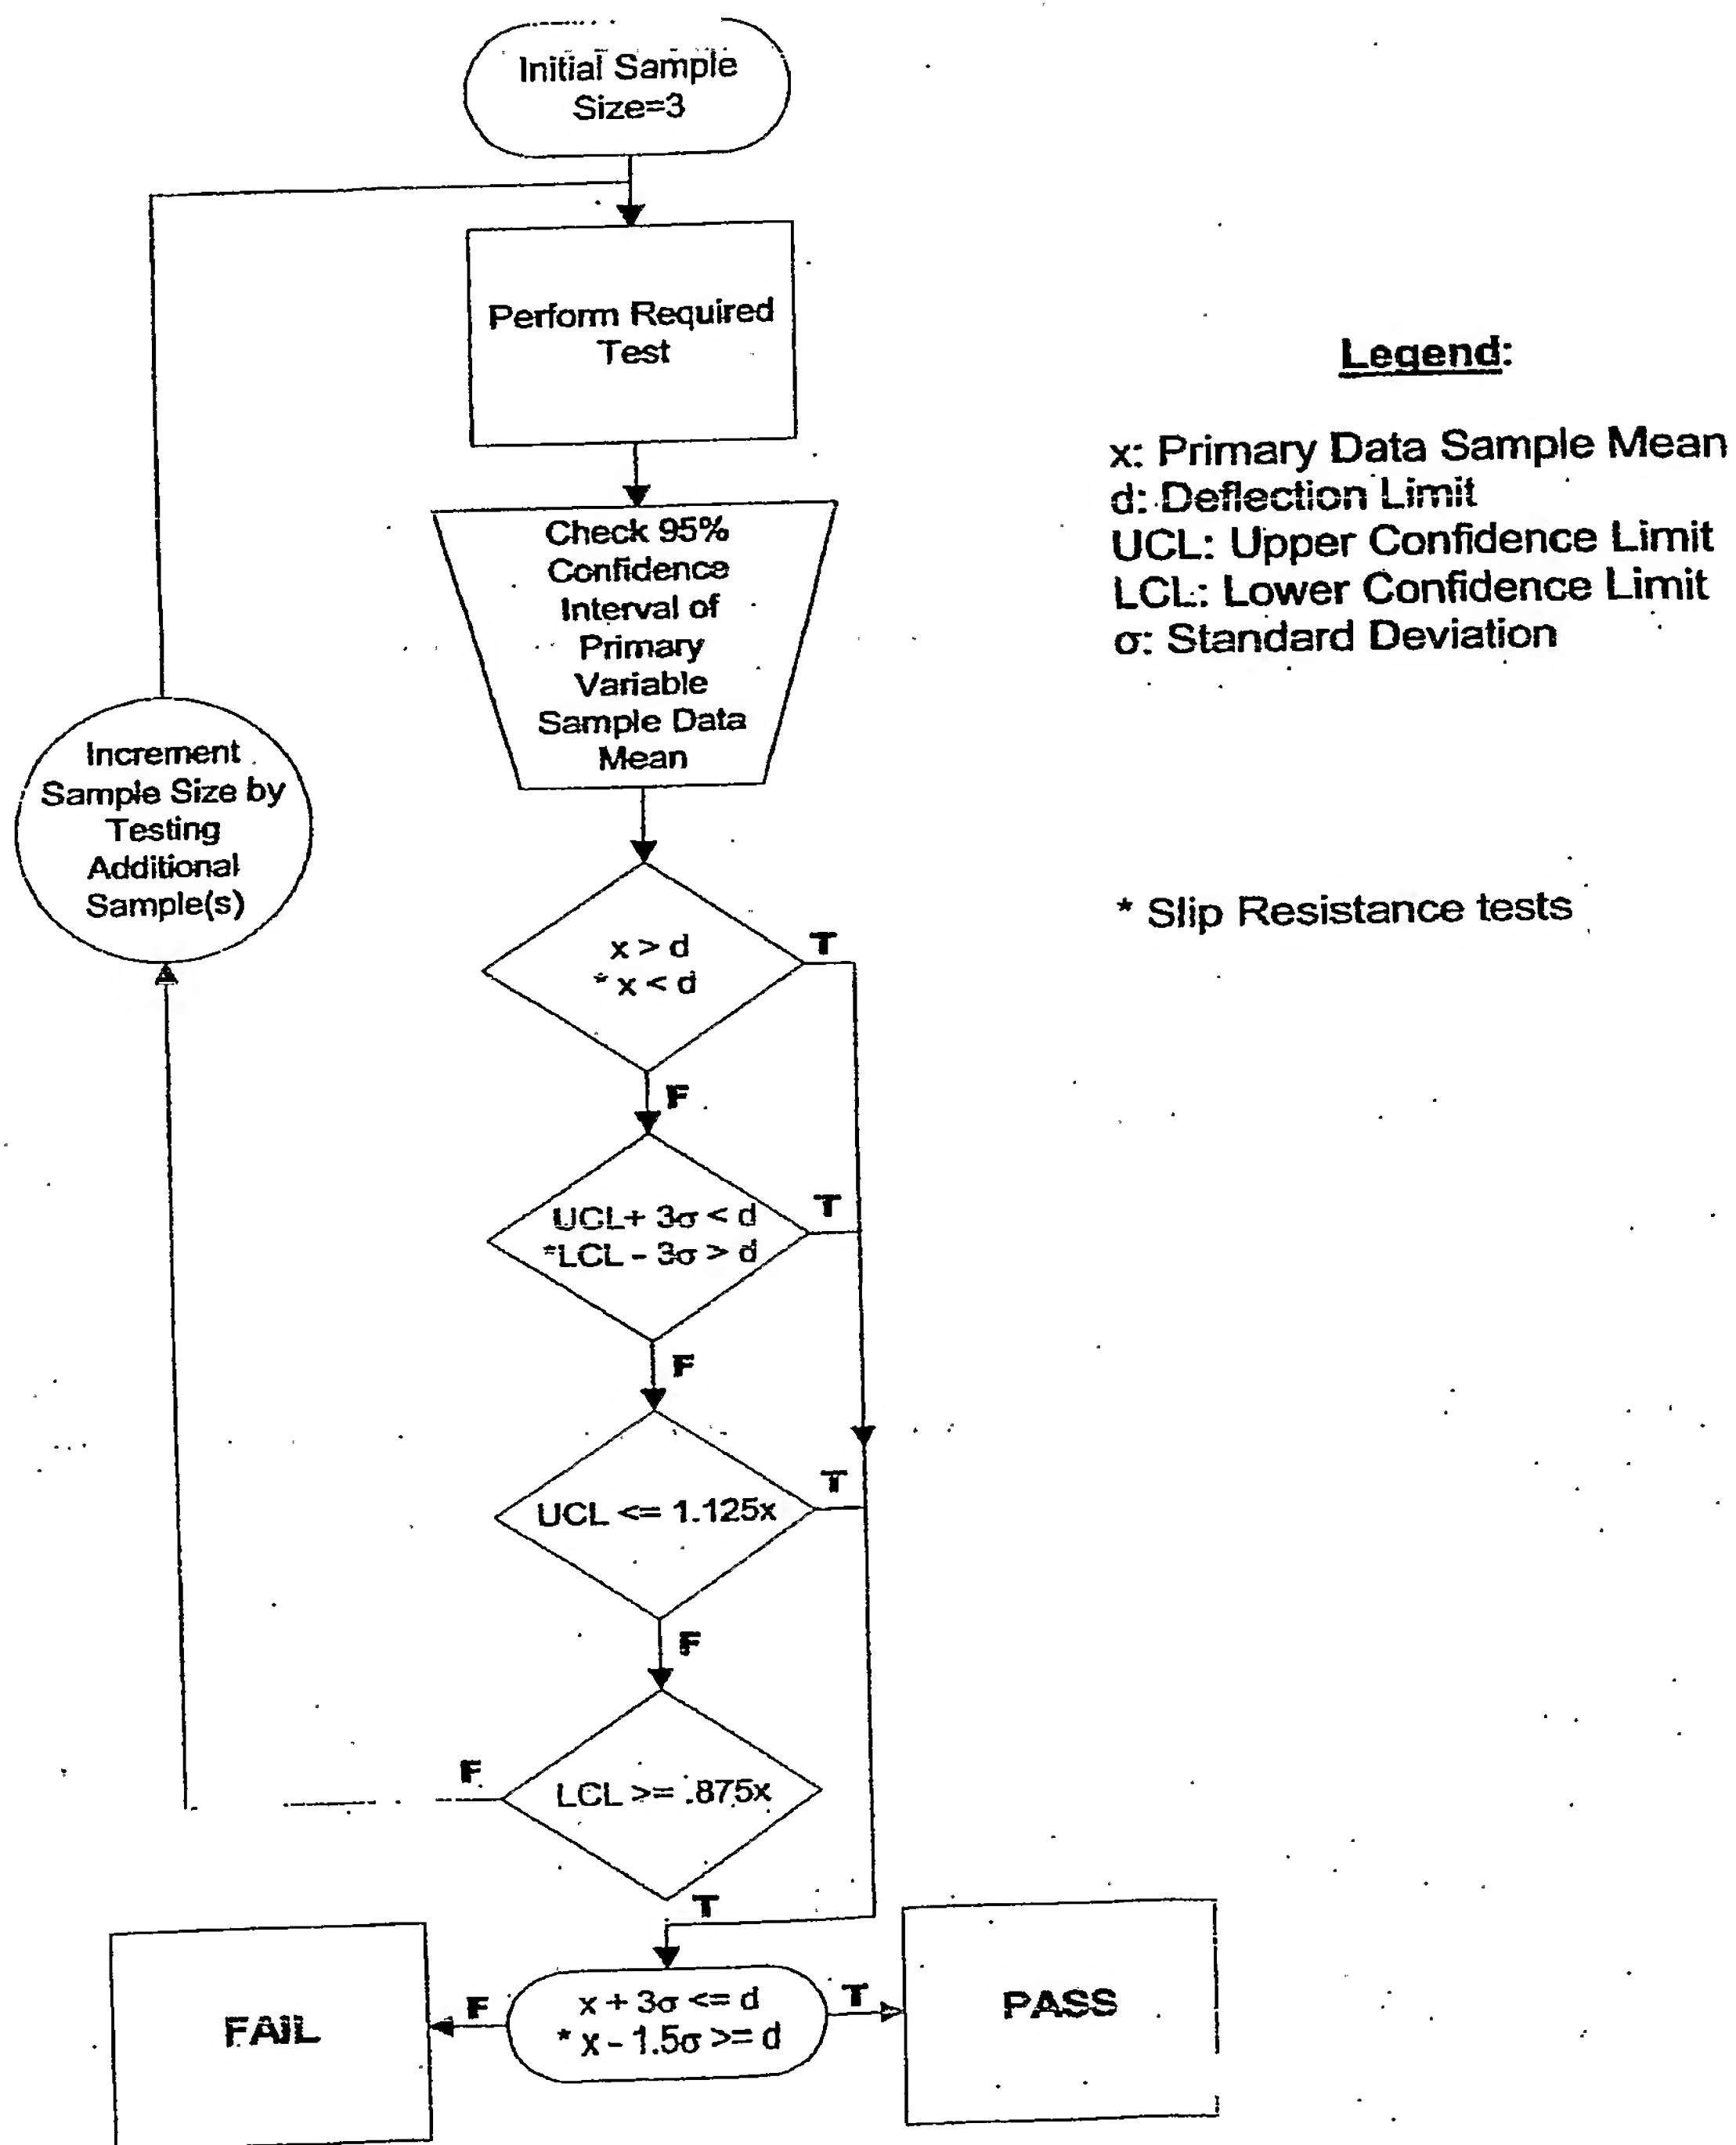 Initial Sample
Size=3
Perform Required
Test
Legend:
x: Primary Data Sample Mean
d: Deflection Limit
UCL: Upper Confidence Limit
LCL: Lower Confidence Limit
σ: Standard Deviation
Check 95%
Confidence
Interval of
Primary
Variable
Sample Data
Mean
Increment
Sample Size by
Testing
Additional
Sample(s)
* Slip Resistance tests
x > d
* x < d
T
F
UCL+ 3σ < d
*LCL - 3σ > d
T
F
UCL <= 1.125x
T
F
LCL >= .875x
F
T
x + 3σ <= d
* x - 1.5σ >= d
F
T
FAIL
PASS